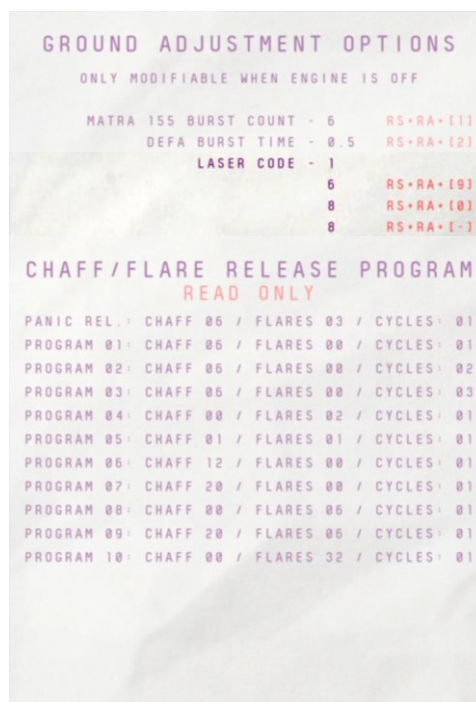 GROUND ADJUSTMENT OPTIONS
ONLY MODIFIABLE WHEN ENGINE IS OFF
MATRA 155 BURST COUNT - 6 RS+RA+[1]
DEFA BURST TIME - 0.5 RS+RA+[2]
LASER CODE - 1
6 RS+RA+[9]
8 RS+RA+[0]
8 RS+RA+[-]
CHAFF/FLARE RELEASE PROGRAM
READ ONLY
PANIC REL.: CHAFF 06 / FLARES 03 / CYCLES: 01
PROGRAM 01: CHAFF 06 / FLARES 00 / CYCLES: 01
PROGRAM 02: CHAFF 06 / FLARES 00 / CYCLES: 02
PROGRAM 03: CHAFF 06 / FLARES 00 / CYCLES: 03
PROGRAM 04: CHAFF 00 / FLARES 02 / CYCLES: 01
PROGRAM 05: CHAFF 01 / FLARES 01 / CYCLES: 01
PROGRAM 06: CHAFF 12 / FLARES 00 / CYCLES: 01
PROGRAM 07: CHAFF 20 / FLARES 00 / CYCLES: 01
PROGRAM 08: CHAFF 00 / FLARES 06 / CYCLES: 01
PROGRAM 09: CHAFF 20 / FLARES 06 / CYCLES: 01
PROGRAM 10: CHAFF 00 / FLARES 32 / CYCLES: 01